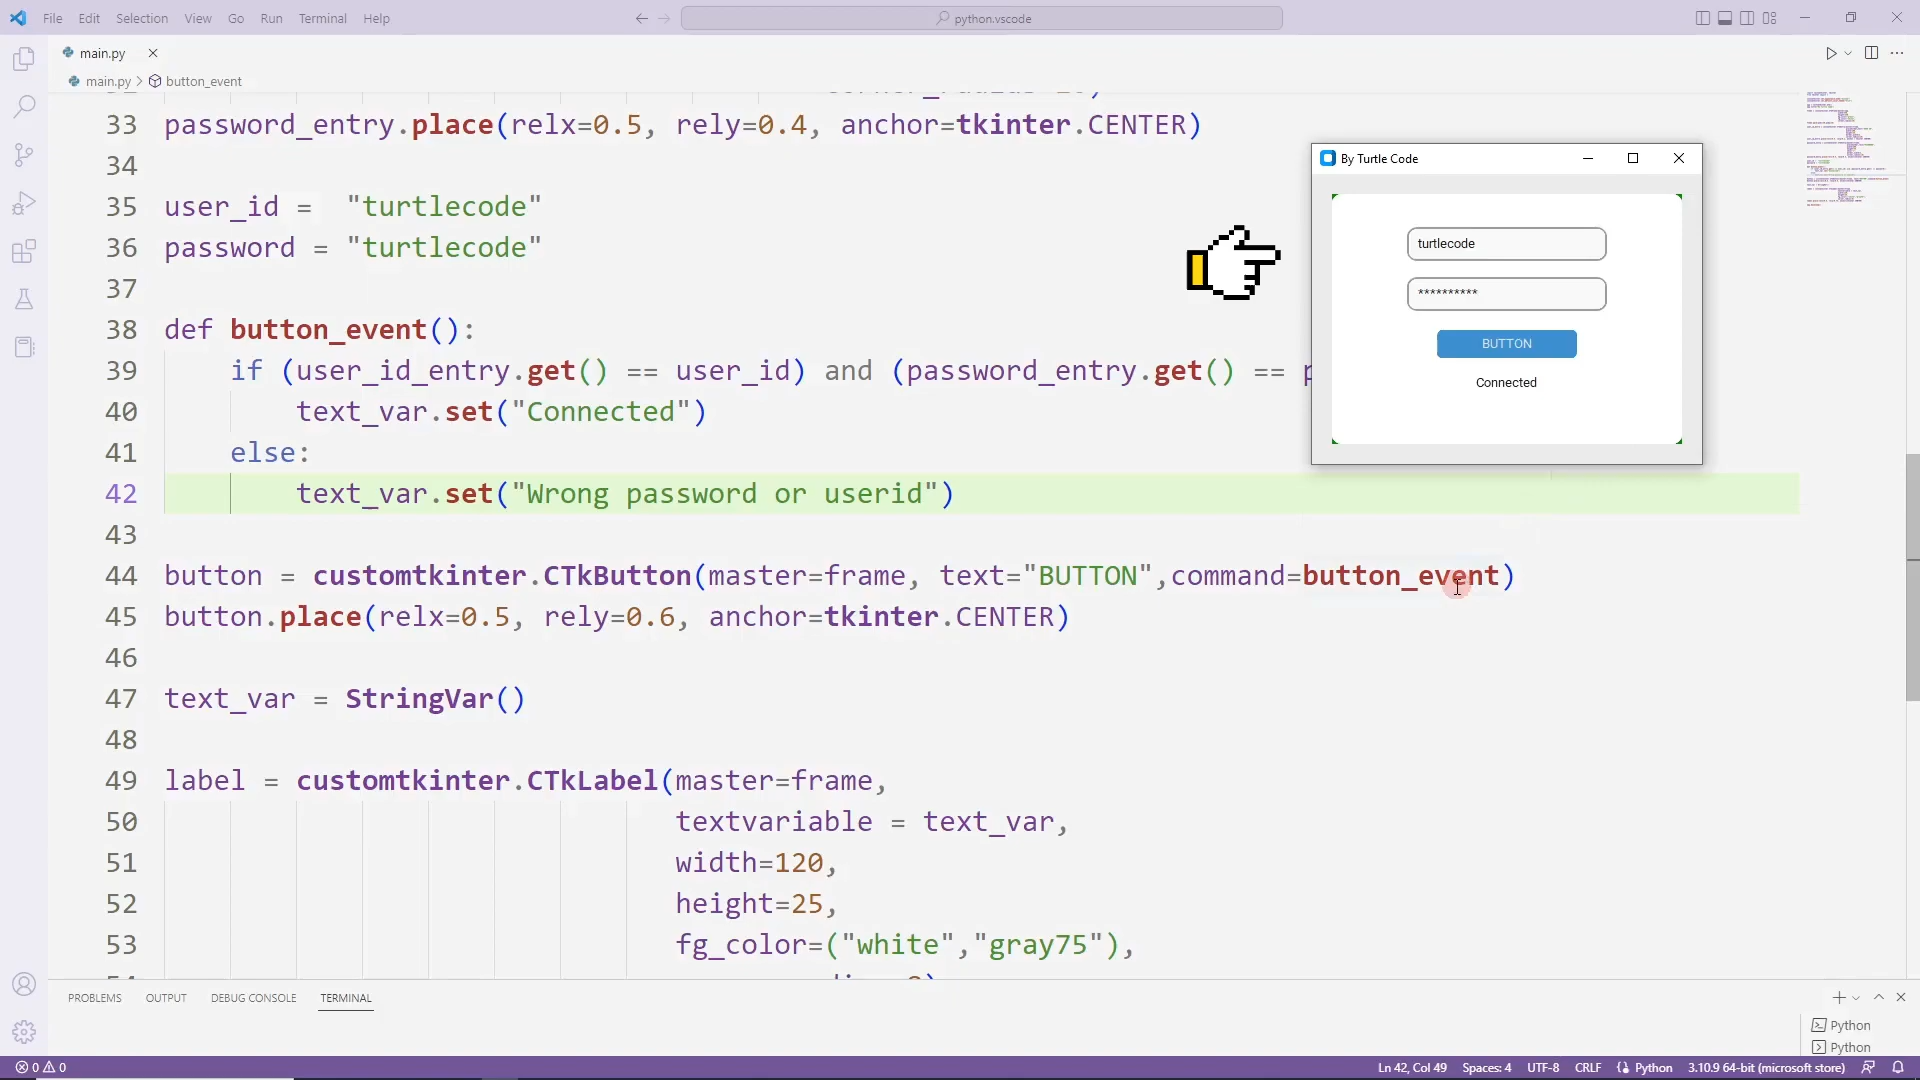 File Edit Selection View Go Run Terminal Help
python.vscode
main.py
main.py > button_event
33 password_entry.place(relx=0.5, rely=0.4, anchor=tkinter.CENTER)
34
35 user_id = "turtlecode"
36 password = "turtlecode"
37
38 def button_event():
39 if (user_id_entry.get() == user_id) and (password_entry.get() == p
40 text_var.set("Connected")
41 else:
42 text_var.set("Wrong password or userid")
43
44 button = customtkinter.CTkButton(master=frame, text="BUTTON",command=button_event)
45 button.place(relx=0.5, rely=0.6, anchor=tkinter.CENTER)
46
47 text_var = StringVar()
48
49 label = customtkinter.CTkLabel(master=frame,
50 textvariable = text_var,
51 width=120,
52 height=25,
53 fg_color=("white","gray75"),
By Turtle Code
turtlecode
**********
BUTTON
Connected
PROBLEMS OUTPUT DEBUG CONSOLE TERMINAL
Python
Python
0 0 Ln 42, Col 49 Spaces: 4 UTF-8 CRLF Python 3.10.9 64-bit (microsoft store)